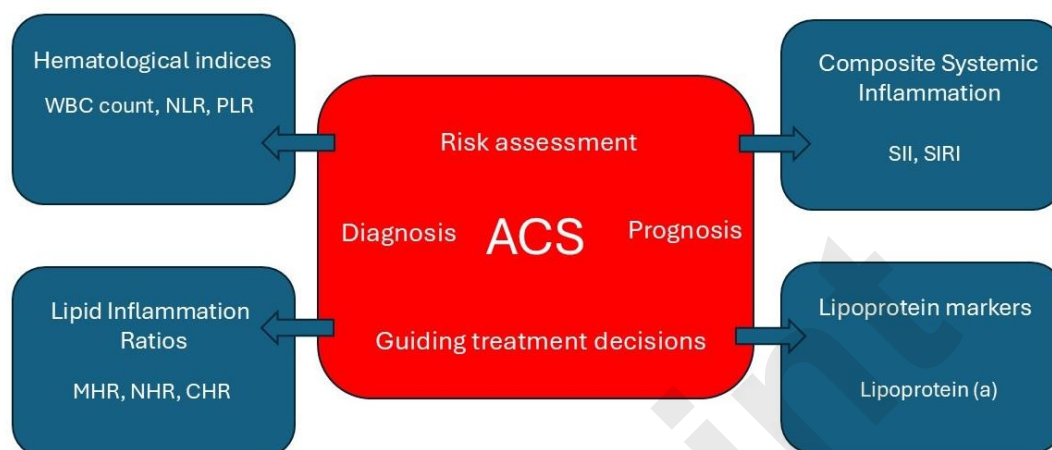 Hematological indices
WBC count, NLR, PLR
Composite Systemic
Inflammation
SII, SIRI
Risk assessment
Diagnosis
ACS
Prognosis
Guiding treatment decisions
Lipid Inflammation
Ratios
MHR, NHR, CHR
Lipoprotein markers
Lipoprotein (a)
int